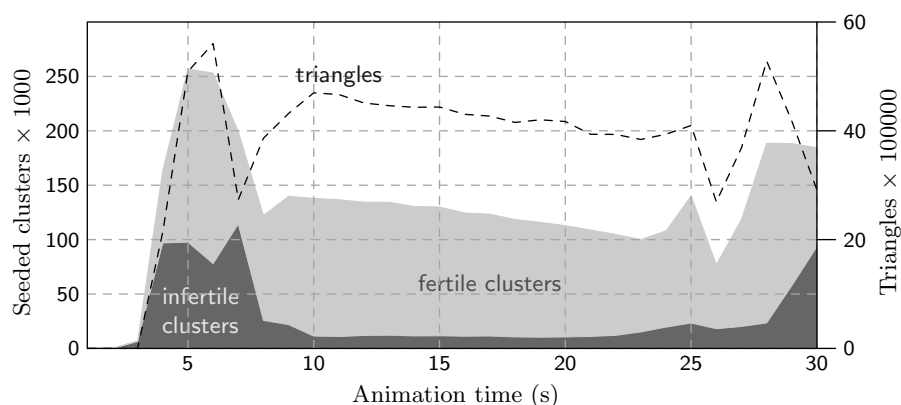 Seeded clusters × 1000
250
200
150
100
50
0
triangles
fertile clusters
infertile
clusters
60
40
20
0
Triangles × 100000
5 10 15 20 25 30
Animation time (s)